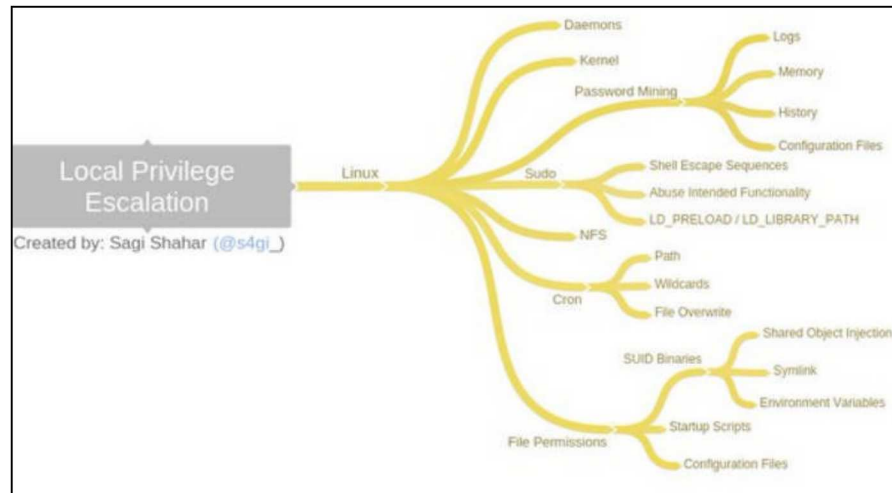 Local Privilege
Escalation
Created by: Sagi Shahar (@s4gi_)
Linux
Daemons
Kernel
Password Mining
Logs
Memory
History
Configuration Files
Sudo
Shell Escape Sequences
Abuse Intended Functionality
LD_PRELOAD / LD_LIBRARY_PATH
NFS
Cron
Path
Wildcards
File Overwrite
File Permissions
SUID Binaries
Shared Object Injection
Symlink
Environment Variables
Startup Scripts
Configuration Files